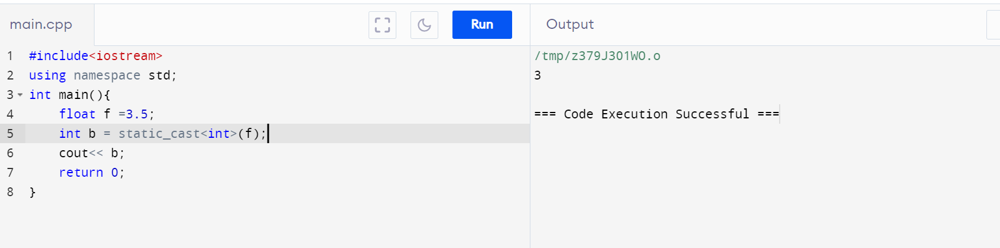 main.cpp
Run
Output
1 #include<iostream>
2 using namespace std;
3 int main(){
4     float f =3.5;
5     int b = static_cast<int>(f);
6     cout<< b;
7     return 0;
8 }
/tmp/z379J301WO.o
3
=== Code Execution Successful ===